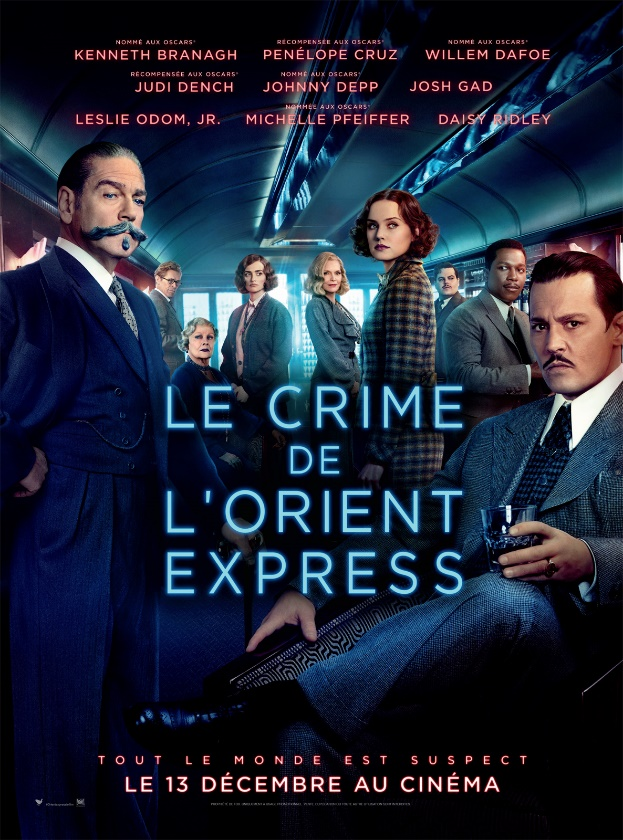 NOMMÉ AUX OSCARS® RÉCOMPENSÉE AUX OSCARS® NOMMÉ AUX OSCARS®
KENNETH BRANAGH PENÉLOPE CRUZ WILLEM DAFOE
RÉCOMPENSÉE AUX OSCARS® NOMMÉ AUX OSCARS®
JUDI DENCH JOHNNY DEPP JOSH GAD
NOMMÉE AUX OSCARS®
LESLIE ODOM, JR. MICHELLE PFEIFFER DAISY RIDLEY
LE CRIME
DE
L'ORIENT
EXPRESS
TOUT LE MONDE EST SUSPECT
LE 13 DÉCEMBRE AU CINÉMA